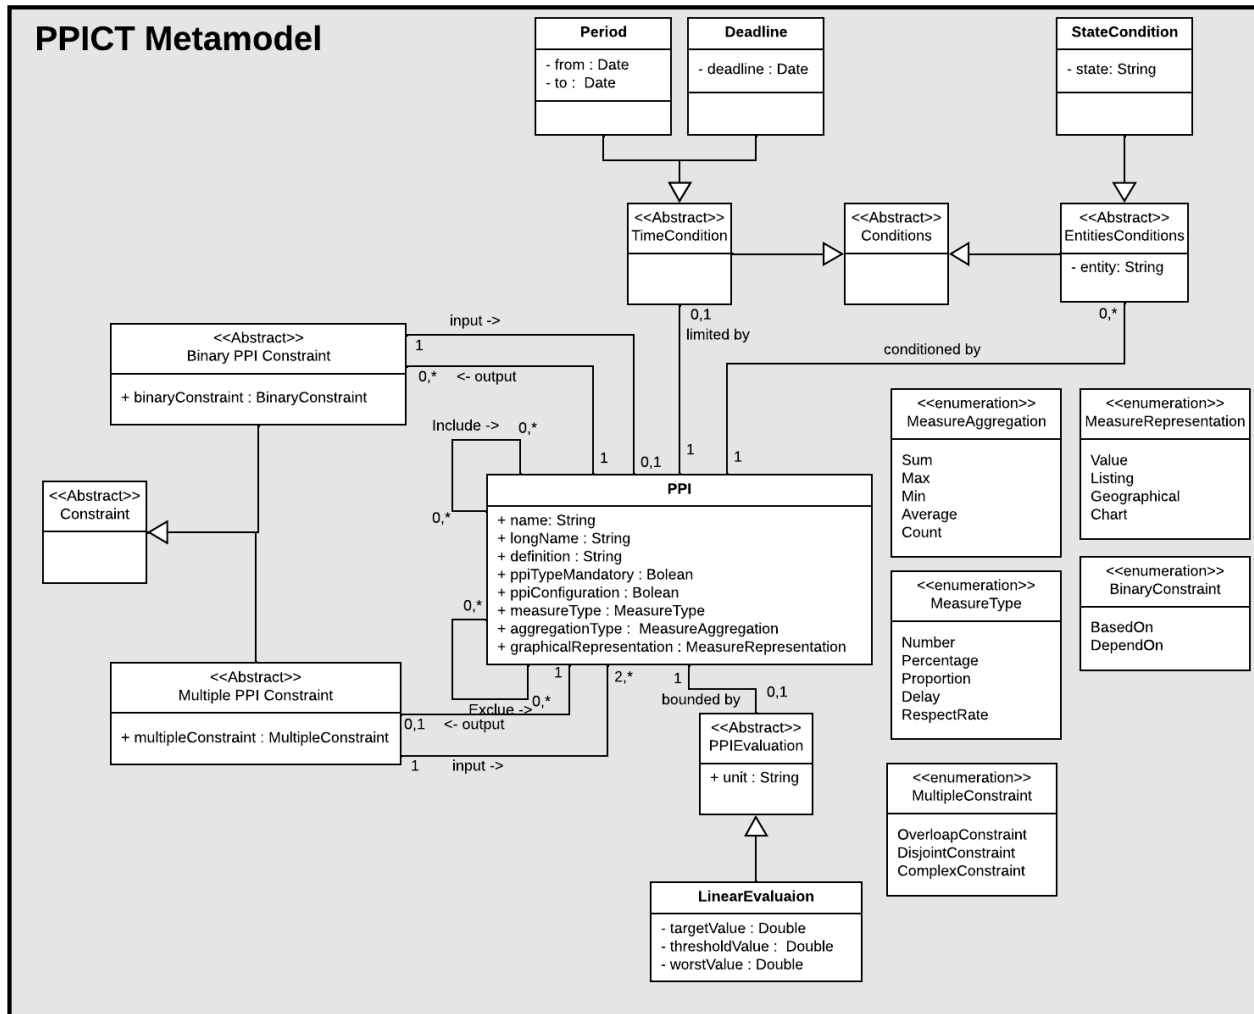 PPICT Metamodel
Period
- from : Date
- to : Date
Deadline
- deadline : Date
StateCondition
- state: String
<<Abstract>>
TimeCondition
<<Abstract>>
Conditions
<<Abstract>>
EntitiesConditions
- entity: String
0,1
limited by
0,*
conditioned by
<<Abstract>>
Binary PPI Constraint
+ binaryConstraint : BinaryConstraint
input ->
1
0,*
<- output
Include ->
0,*
0,*
1
0,1
1
1
<<Abstract>>
Constraint
PPI
+ name: String
+ longName : String
+ definition : String
+ ppiTypeMandatory : Bolean
+ ppiConfiguration : Bolean
+ measureType : MeasureType
+ aggregationType : MeasureAggregation
+ graphicalRepresentation : MeasureRepresentation
0,*
0,*
Exclue ->
1
2,*
1
bounded by
0,1
<<Abstract>>
Multiple PPI Constraint
+ multipleConstraint : MultipleConstraint
0,1
<- output
1
input ->
<<Abstract>>
PPIEvaluation
+ unit : String
LinearEvaluaion
- targetValue : Double
- thresholdValue : Double
- worstValue : Double
<<enumeration>>
MeasureAggregation
Sum
Max
Min
Average
Count
<<enumeration>>
MeasureRepresentation
Value
Listing
Geographical
Chart
<<enumeration>>
MeasureType
Number
Percentage
Proportion
Delay
RespectRate
<<enumeration>>
BinaryConstraint
BasedOn
DependOn
<<enumeration>>
MultipleConstraint
OverloapConstraint
DisjointConstraint
ComplexConstraint